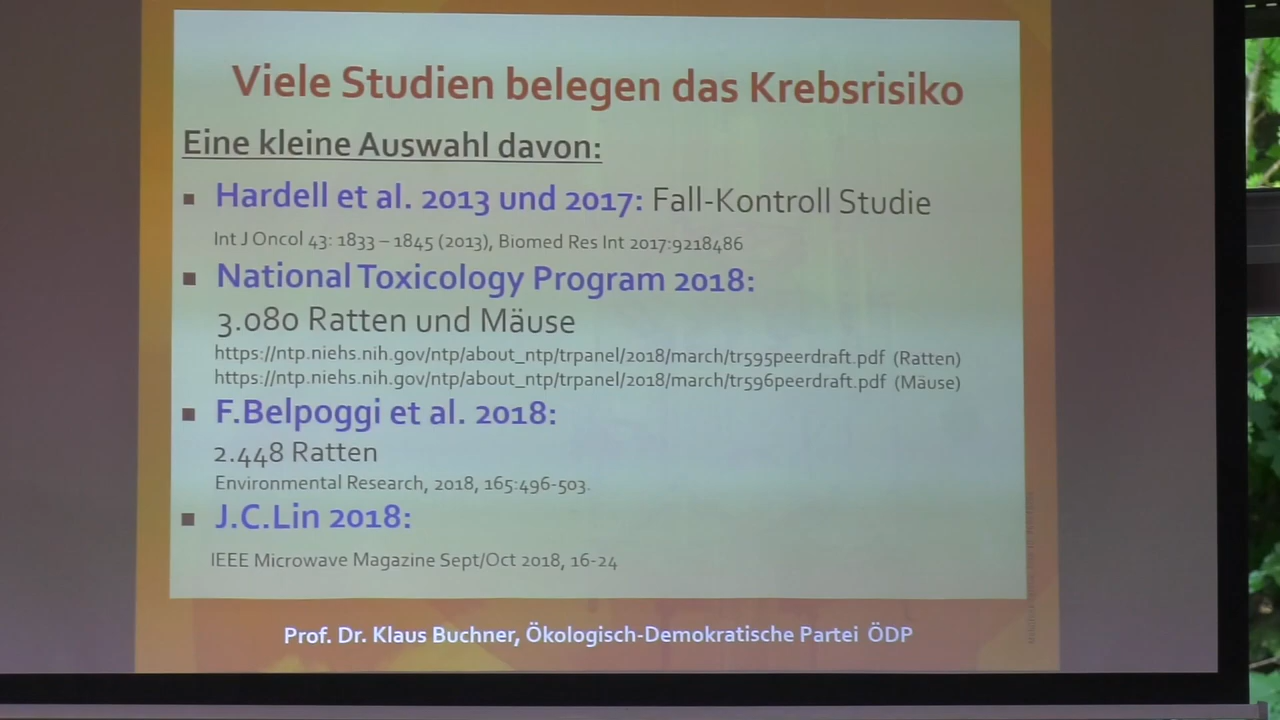 Viele Studien belegen das Krebsrisiko
Eine kleine Auswahl davon:
▪ Hardell et al. 2013 und 2017: Fall-Kontroll Studie
Int J Oncol 43: 1833 – 1845 (2013), Biomed Res Int 2017:9218486
▪ National Toxicology Program 2018:
3.080 Ratten und Mäuse
https://ntp.niehs.nih.gov/ntp/about_ntp/trpanel/2018/march/tr595peerdraft.pdf (Ratten)
https://ntp.niehs.nih.gov/ntp/about_ntp/trpanel/2018/march/tr596peerdraft.pdf (Mäuse)
▪ F.Belpoggi et al. 2018:
2.448 Ratten
Environmental Research, 2018, 165:496-503.
▪ J.C.Lin 2018:
IEEE Microwave Magazine Sept/Oct 2018, 16-24
Prof. Dr. Klaus Buchner, Ökologisch-Demokratische Partei ÖDP